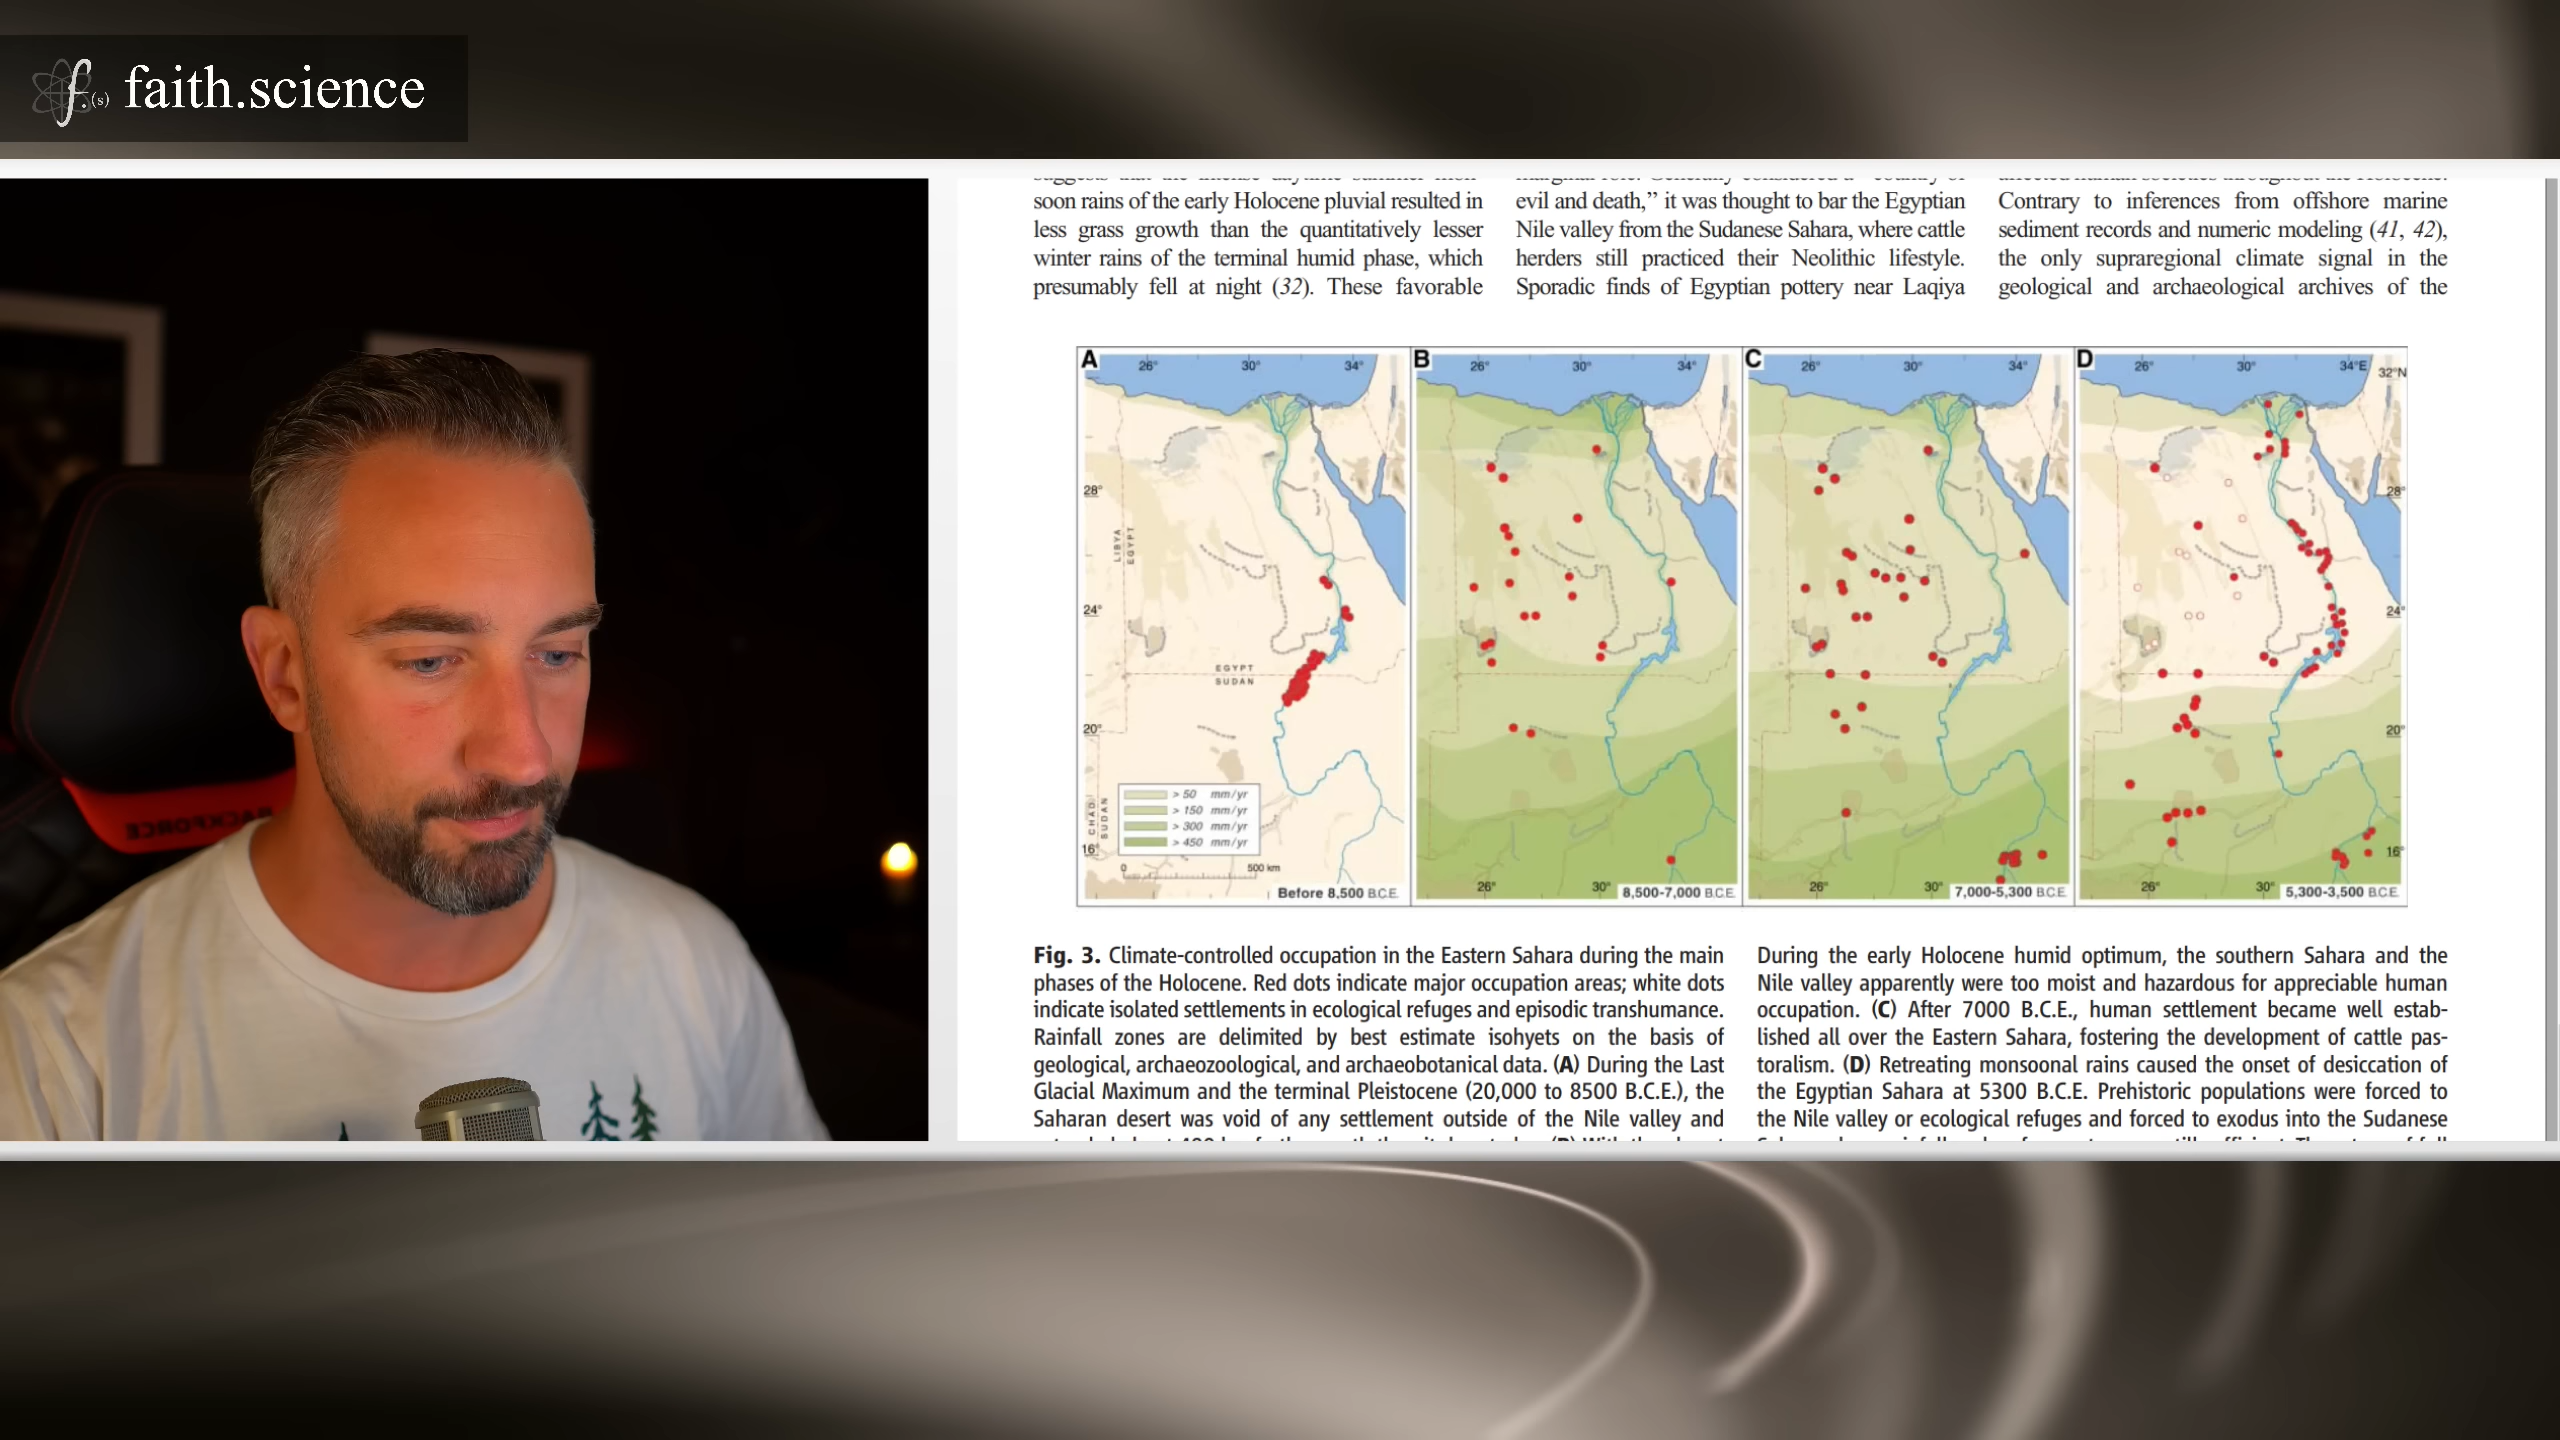 f.(s) faith.science
soon rains of the early Holocene pluvial resulted in
less grass growth than the quantitatively lesser
winter rains of the terminal humid phase, which
presumably fell at night (32). These favorable
evil and death,” it was thought to bar the Egyptian
Nile valley from the Sudanese Sahara, where cattle
herders still practiced their Neolithic lifestyle.
Sporadic finds of Egyptian pottery near Laqiya
Contrary to inferences from offshore marine
sediment records and numeric modeling (41, 42),
the only supraregional climate signal in the
geological and archaeological archives of the
A
26° 30° 34°
28°
LIBYA
EGYPT
24°
EGYPT
SUDAN
20°
CHAD
SUDAN
16°
> 50 mm/yr
> 150 mm/yr
> 300 mm/yr
> 450 mm/yr
0 500 km
Before 8,500 B.C.E.
B
26° 30° 34°
26° 30°
8,500-7,000 B.C.E.
C
26° 30° 34°
26° 30°
7,000-5,300 B.C.E.
D
26° 30° 34°E
32°N
28°
24°
20°
16°
26° 30°
5,300-3,500 B.C.E.
Fig. 3. Climate-controlled occupation in the Eastern Sahara during the main
phases of the Holocene. Red dots indicate major occupation areas; white dots
indicate isolated settlements in ecological refuges and episodic transhumance.
Rainfall zones are delimited by best estimate isohyets on the basis of
geological, archaeozoological, and archaeobotanical data. (A) During the Last
Glacial Maximum and the terminal Pleistocene (20,000 to 8500 B.C.E.), the
Saharan desert was void of any settlement outside of the Nile valley and
During the early Holocene humid optimum, the southern Sahara and the
Nile valley apparently were too moist and hazardous for appreciable human
occupation. (C) After 7000 B.C.E., human settlement became well estab-
lished all over the Eastern Sahara, fostering the development of cattle pas-
toralism. (D) Retreating monsoonal rains caused the onset of desiccation of
the Egyptian Sahara at 5300 B.C.E. Prehistoric populations were forced to
the Nile valley or ecological refuges and forced to exodus into the Sudanese
BACKFORCE